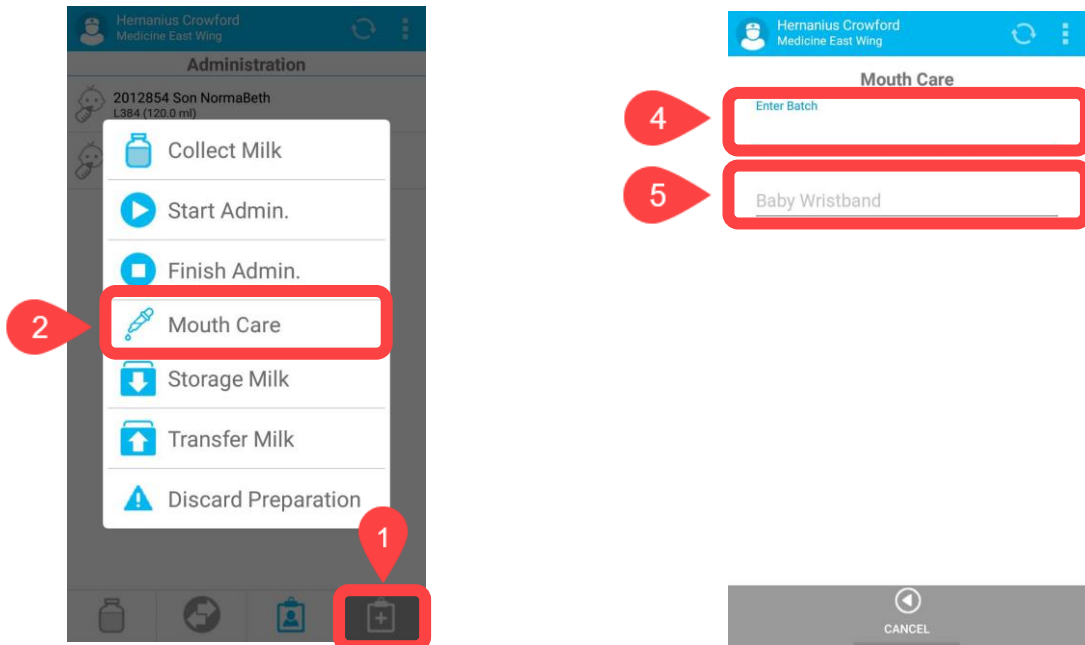 Hernanius Crowford
Medicine East Wing
Administration
2012854 Son NormaBeth
L384 (120.0 ml)
Collect Milk
Start Admin.
Finish Admin.
2
Mouth Care
Storage Milk
Transfer Milk
Discard Preparation
1
Hernanius Crowford
Medicine East Wing
Mouth Care
4
Enter Batch
5
Baby Wristband
CANCEL